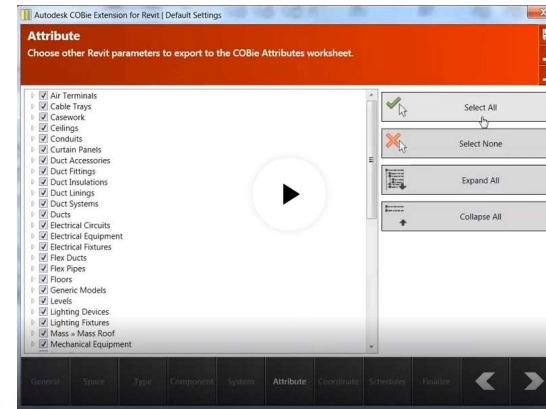 Autodesk COBie Extension for Revit | Default Settings
Attribute
Choose other Revit parameters to export to the COBie Attributes worksheet.
Air Terminals
Cable Trays
Casework
Ceilings
Conduits
Curtain Panels
Duct Accessories
Duct Fittings
Duct Insulations
Duct Linings
Duct Systems
Ducts
Electrical Circuits
Electrical Equipment
Electrical Fixtures
Flex Ducts
Flex Pipes
Floors
Generic Models
Levels
Lighting Devices
Lighting Fixtures
Mass » Mass Roof
Mechanical Equipment
Select All
Select None
Expand All
Collapse All
General Space Type Component System Attribute Coordinate Schedules Finalize